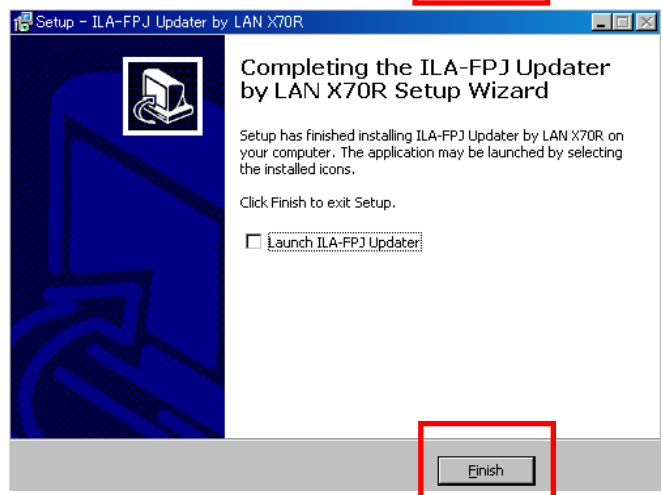 Setup - ILA-FPJ Updater by LAN X70R
Completing the ILA-FPJ Updater
by LAN X70R Setup Wizard
Setup has finished installing ILA-FPJ Updater by LAN X70R on
your computer. The application may be launched by selecting
the installed icons.
Click Finish to exit Setup.
Launch ILA-FPJ Updater
Finish